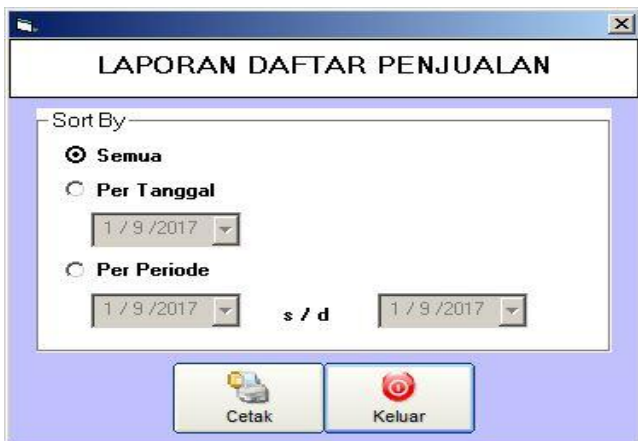 LAPORAN DAFTAR PENJUALAN
Sort By
Semua
Per Tanggal
1 / 9 /2017
Per Periode
1 / 9 /2017 s / d 1 / 9 /2017
Cetak Keluar